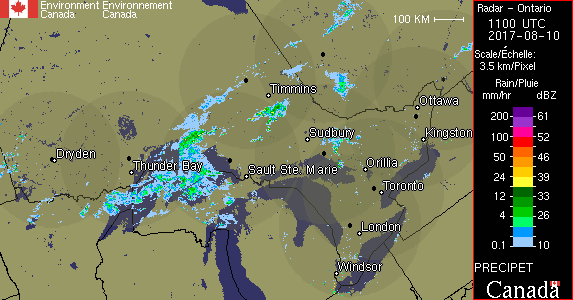 Environment Environnement
Canada Canada
100 KM
Timmins
Ottawa
Sudbury
Kingston
Dryden
Thunder Bay
Sault Ste. Marie
Orillia
Toronto
London
Windsor
Radar - Ontario
1100 UTC
2017-08-10
Scale/Échelle:
3.5 km/Pixel
Rain/Pluie
mm/hr dBZ
200 61
100 52
50 46
24 39
12 33
4 26
0.1 10
PRECIPET
Canada